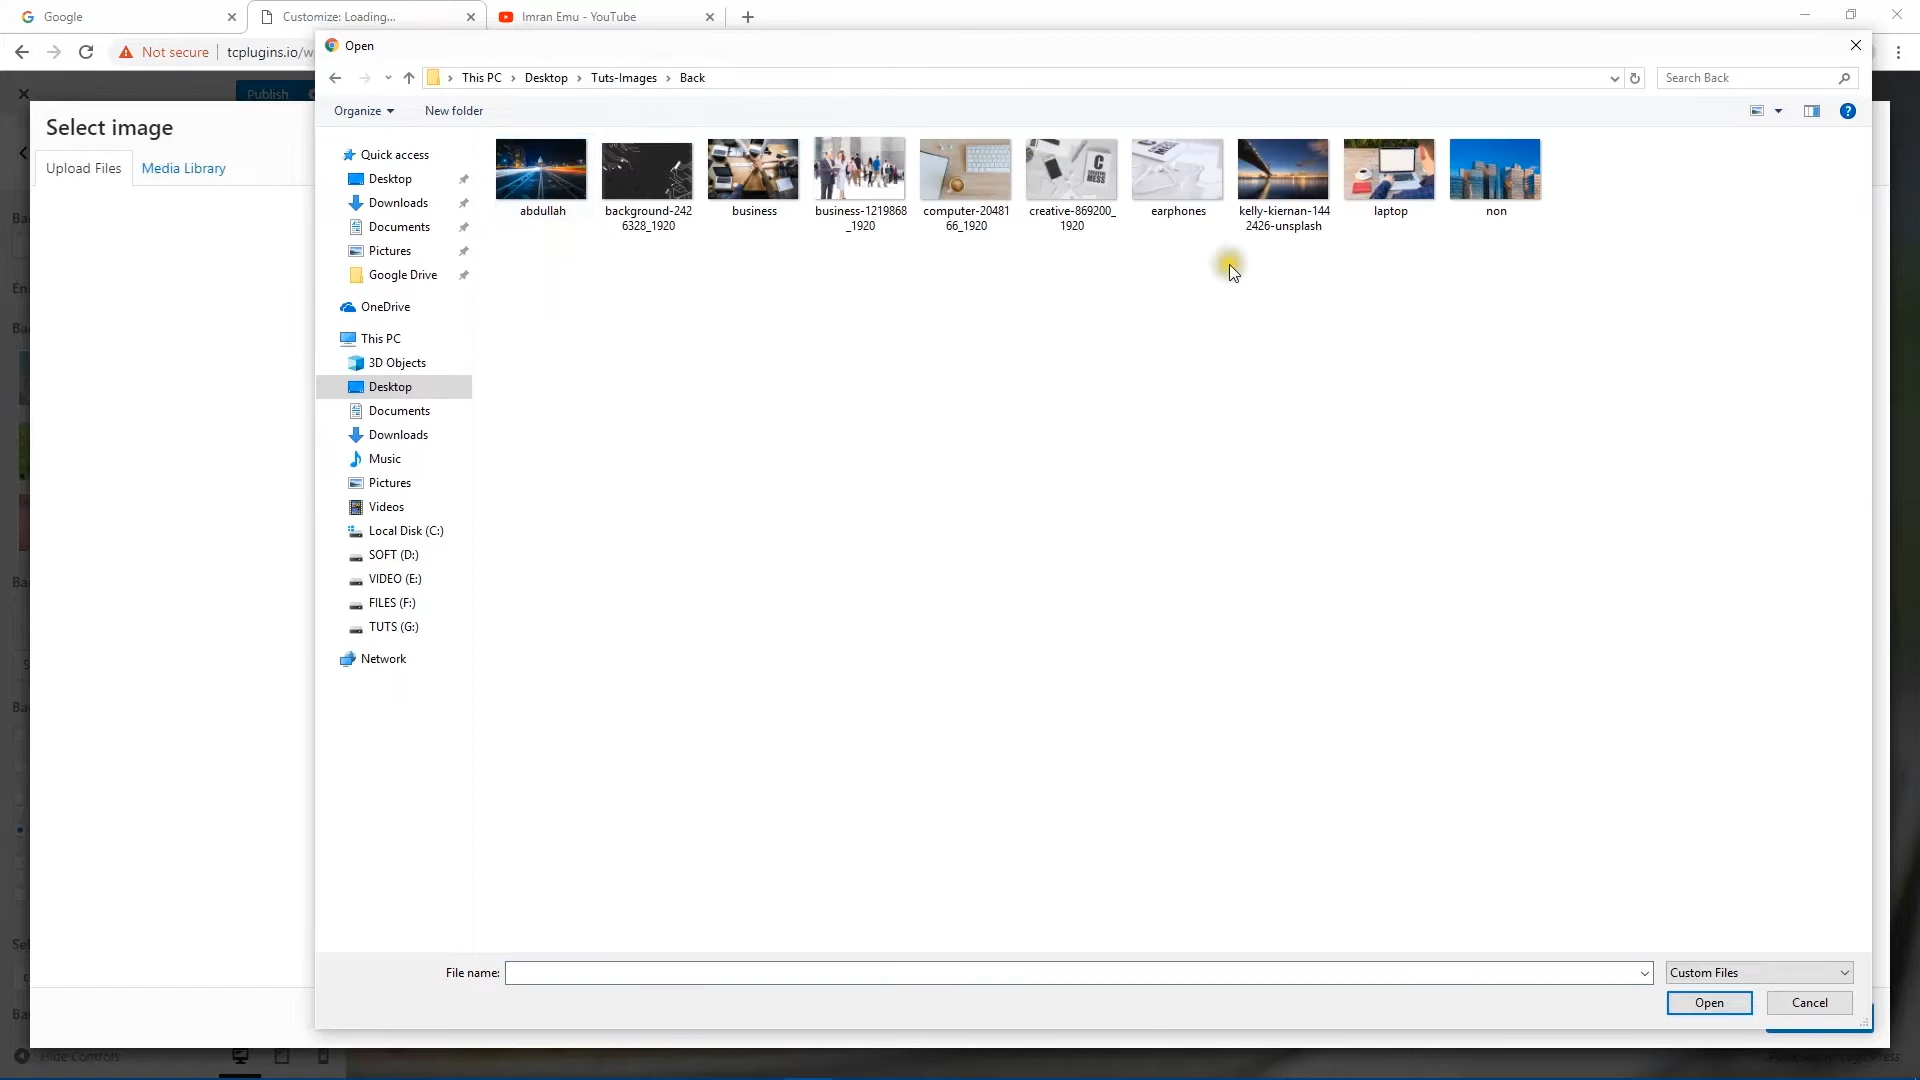 Google
Customize: Loading...
Imran Emu - YouTube
Not secure
tcplugins.io/w
Open
This PC
Desktop
Tuts-Images
Back
Search Back
Publish
Organize
New folder
Select image
Upload Files
Media Library
Quick access
Desktop
Downloads
Documents
Pictures
Google Drive
OneDrive
This PC
3D Objects
Desktop
Documents
Downloads
Music
Pictures
Videos
Local Disk (C:)
SOFT (D:)
VIDEO (E:)
FILES (F:)
TUTS (G:)
Network
abdullah
background-242
6328_1920
business
business-1219868
_1920
computer-20481
66_1920
creative-869200_
1920
earphones
kelly-kiernan-144
2426-unsplash
laptop
non
C
MESS
File name:
Custom Files
Open
Cancel
Hide Controls